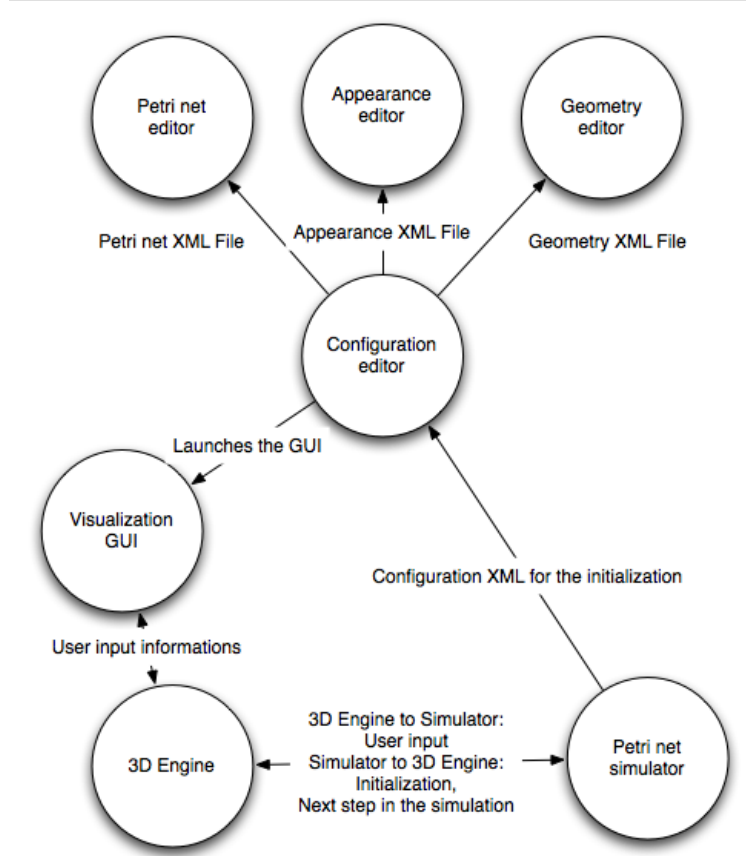 Petri net
editor
Appearance
editor
Geometry
editor
Petri net XML File
Appearance XML File
Geometry XML File
Configuration
editor
Launches the GUI
Visualization
GUI
Configuration XML for the initialization
User input informations
3D Engine
3D Engine to Simulator:
User input
Simulator to 3D Engine:
Initialization,
Next step in the simulation
Petri net
simulator